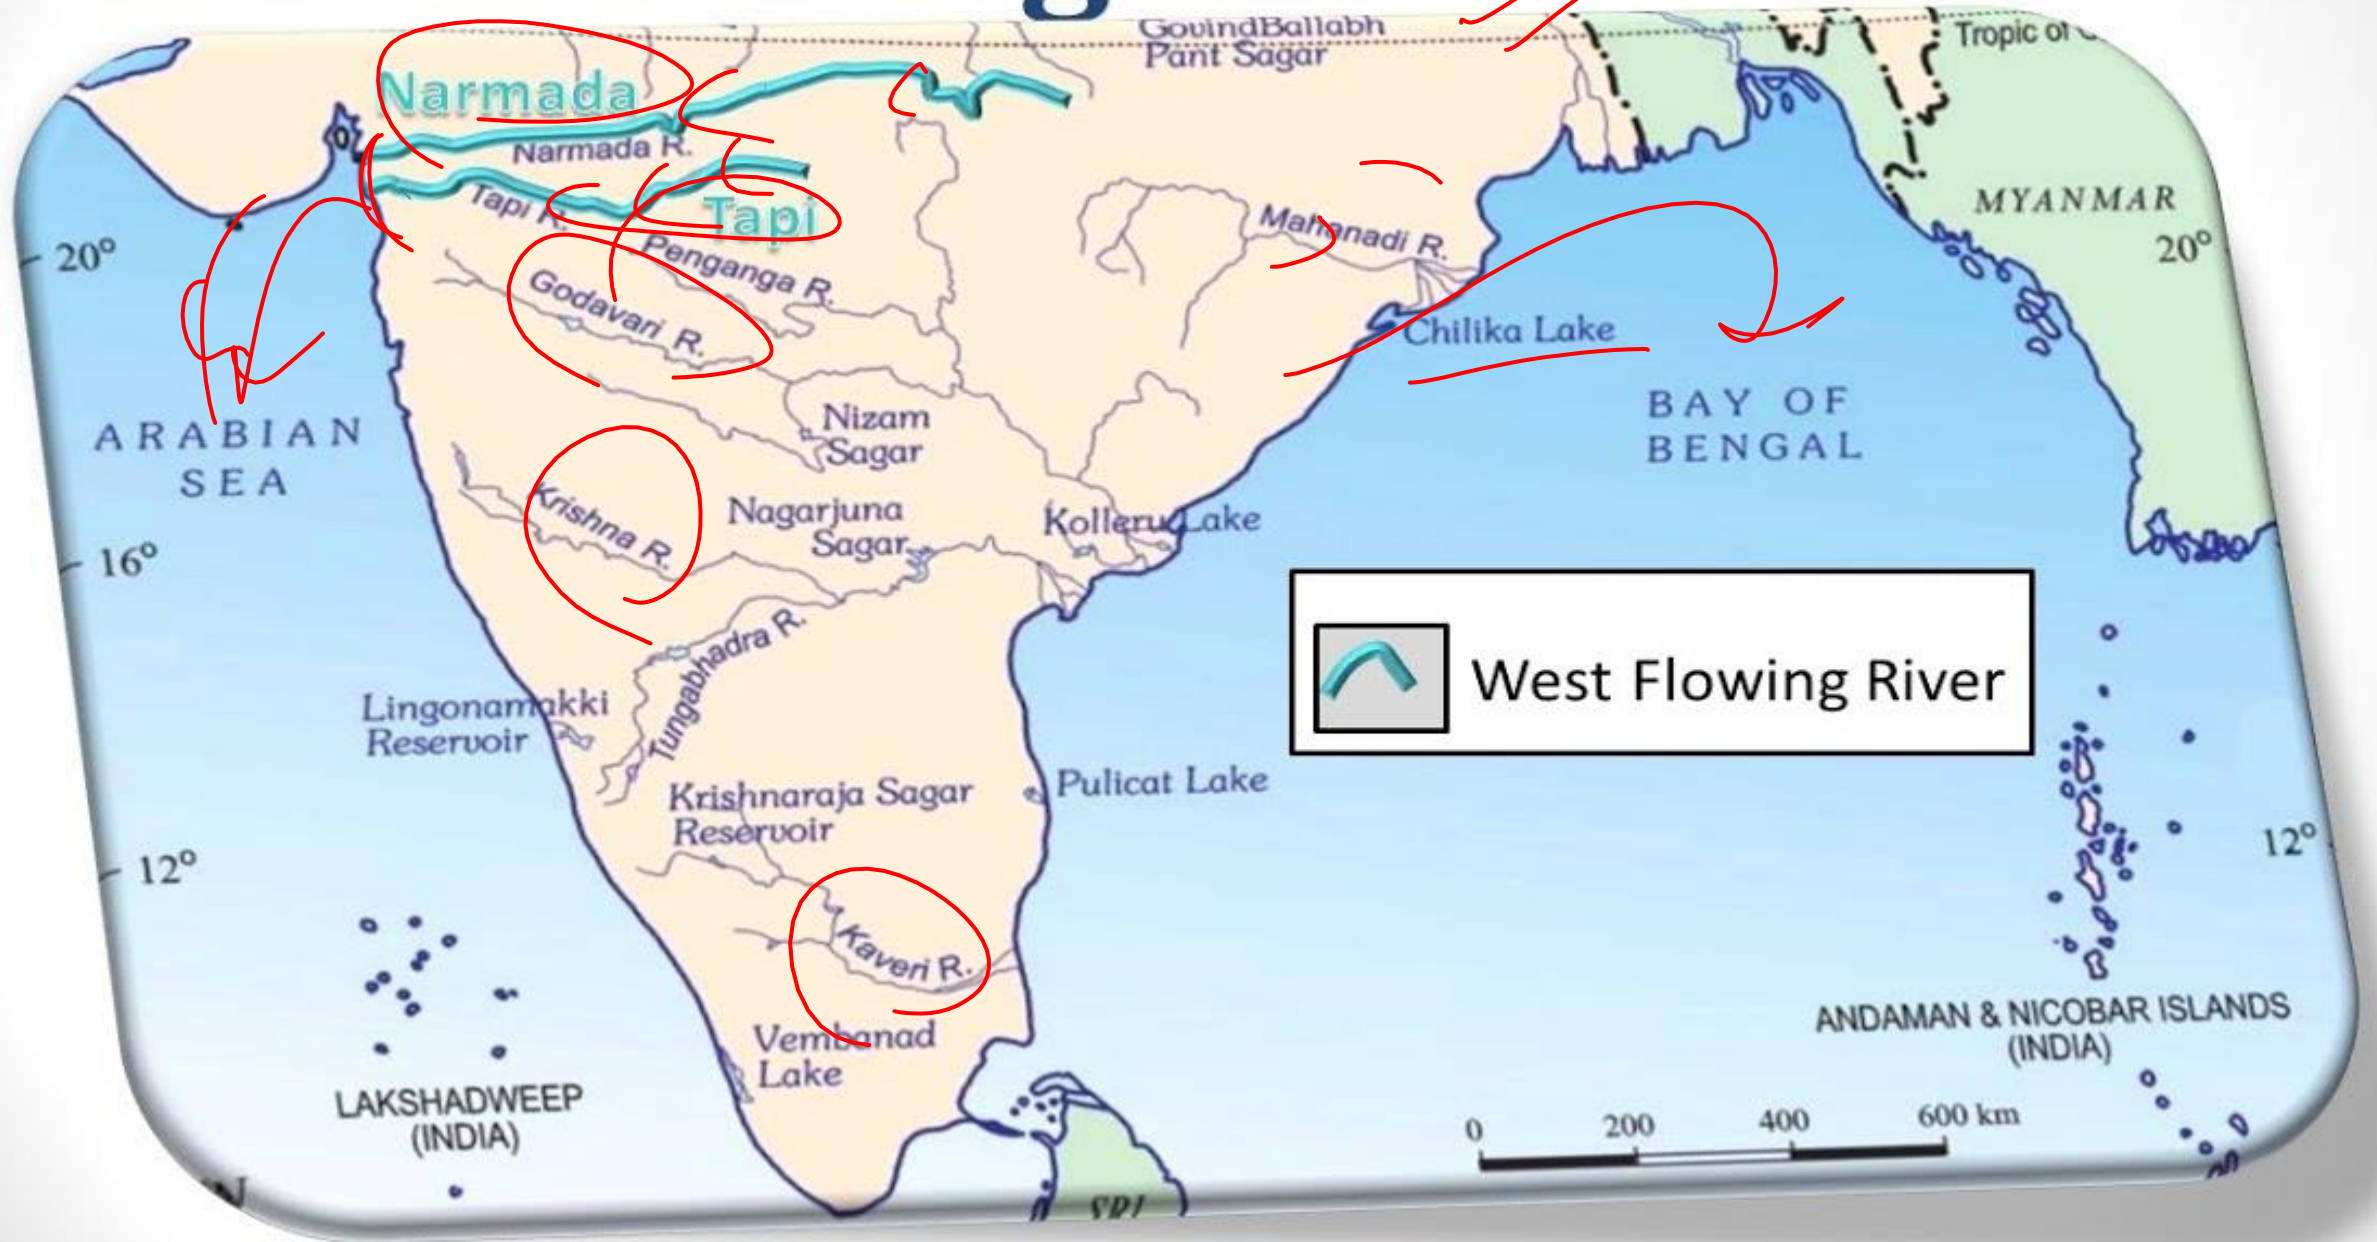 g
GovindBallabh
Pant Sagar
Tropic of
Narmada
Narmada R.
Tapi R.
Tapi
Penganga R.
Godavari R.
Mahanadi R.
MYANMAR
20°
20°
Chilika Lake
ARABIAN
SEA
BAY OF
BENGAL
Nizam
Sagar
Krishna R.
Nagarjuna
Sagar
Kolleru Lake
16°
Tungabhadra R.
West Flowing River
Lingonamakki
Reservoir
Krishnaraja Sagar
Reservoir
Pulicat Lake
12°
12°
Kaveri R.
Vembanad
Lake
LAKSHADWEEP
(INDIA)
ANDAMAN & NICOBAR ISLANDS
(INDIA)
0 200 400 600 km
SRI